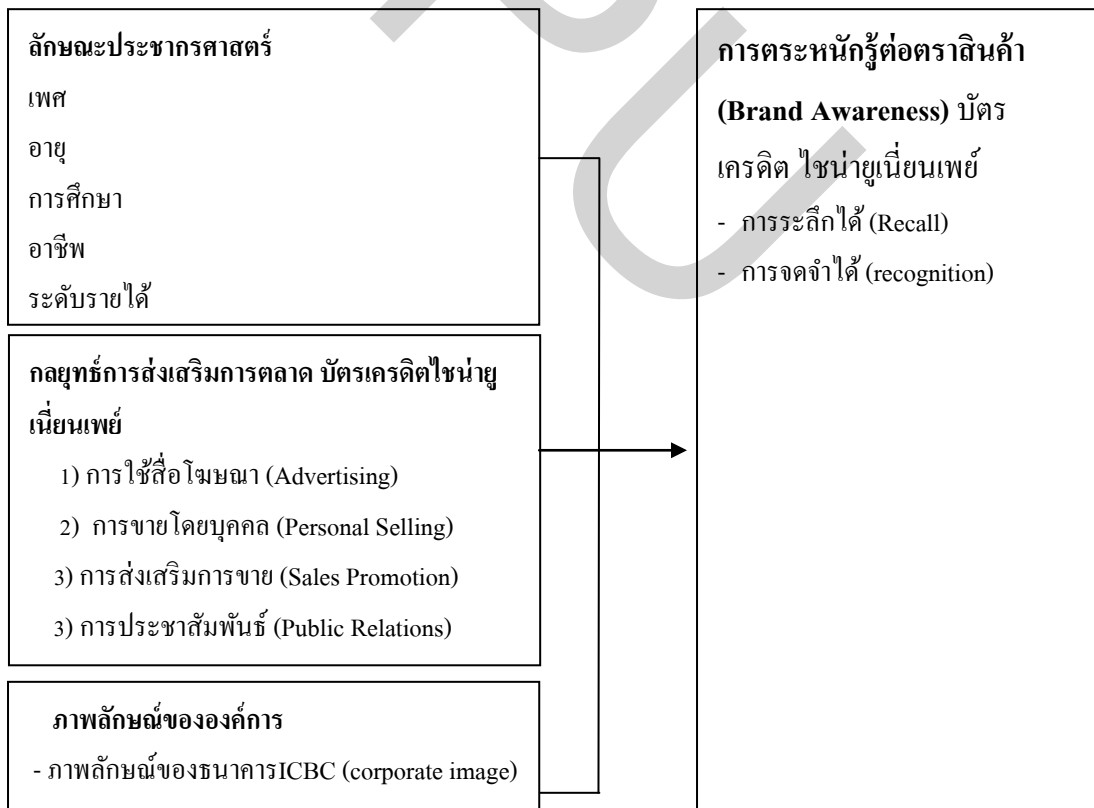 ลักษณะประชากรศาสตร์
เพศ
อายุ
การศึกษา
อาชีพ
ระดับรายได้
กลยุทธ์การส่งเสริมการตลาด บัตรเครดิตไชน่ายู
เนี่ยนเพย์
1) การใช้สื่อโฆษณา (Advertising)
2) การขายโดยบุคคล (Personal Selling)
3) การส่งเสริมการขาย (Sales Promotion)
3) การประชาสัมพันธ์ (Public Relations)
ภาพลักษณ์ขององค์การ
- ภาพลักษณ์ของธนาคารICBC (corporate image)
การตระหนักรู้ต่อตราสินค้า
(Brand Awareness) บัตร
เครดิต ไชน่ายูเนี่ยนเพย์
- การระลึกได้ (Recall)
- การจดจำได้ (recognition)